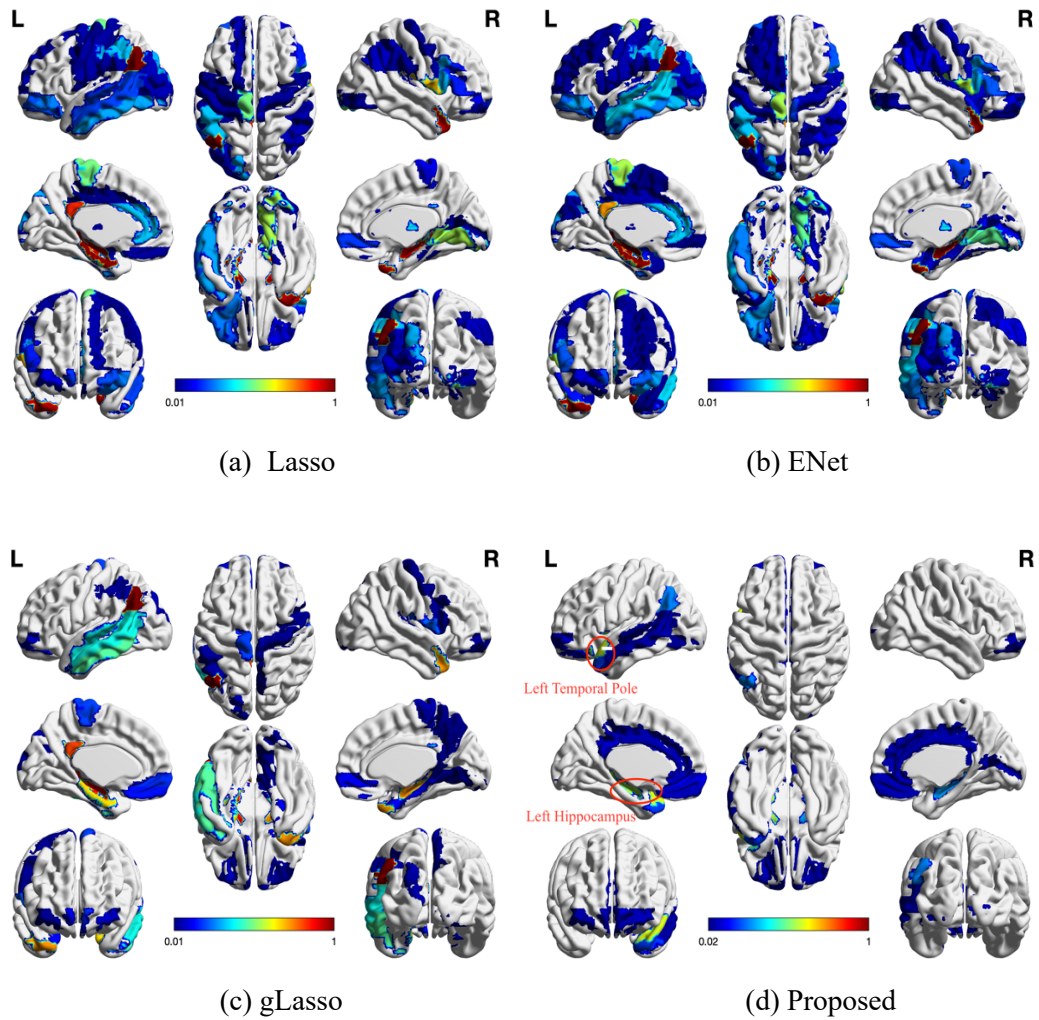 L R
L R
0.01 1
0.01 1
(a) Lasso
(b) ENet
L R
L R
Left Temporal Pole
Left Hippocampus
0.01 1
0.02 1
(c) gLasso
(d) Proposed